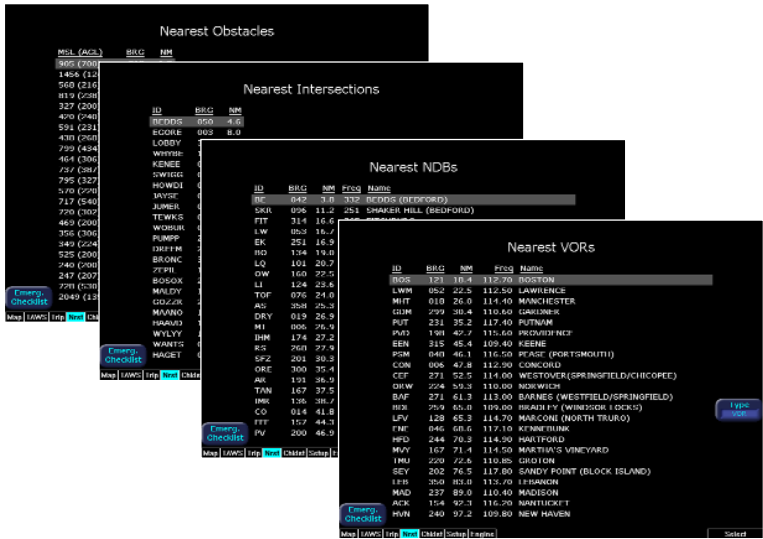 Nearest Obstacles
MSL (AGL) BRG NM
905 (700)
1456 (12
568 (216
819 (238
327 (200
420 (240
591 (231
438 (268
799 (434
464 (306
737 (387
795 (327
570 (220
717 (540
720 (302
469 (200
356 (306
349 (224
525 (200
240 (200
247 (207
728 (530
2049 (13
Emerg.
Checklist
Map TAWS Trip Nrst
Nearest Intersections
ID BRG NM
BEDDS 050 4.6
EGORE 003 8.0
LOBBY
WHYBE
KENEE
SWIGG
HOWDI
JAYSE
JUMER
TEWKS
WOBUR
PUMPP
DREEM
BRONC
ZEPIL
BOSOX
MALDY
GOZZR
MAANO
HAAVD
WYLYY
WANTS
HAGET
Emerg.
Checklist
Map TAWS Trip Nrst Chklst
Nearest NDBs
ID BRG NM Freq Name
BE 042 3.8 332 BEDDS (BEDFORD)
SKR 096 11.2 251 SHAKER HILL (BEDFORD)
FIT 314 16.6
LW 053 16.7
EK 251 16.9
BO 134 19.0
LQ 101 20.7
OW 160 22.5
LI 124 23.6
TOF 076 24.0
AS 358 25.3
DRY 019 26.9
MT 006 26.9
IHM 174 27.2
RS 268 27.9
SFZ 201 30.3
ORE 300 35.4
AR 191 36.9
TAN 167 37.5
IMR 136 38.7
CO 014 41.8
FFF 157 44.3
PV 200 46.9
Emerg.
Checklist
Map TAWS Trip Nrst Chklst Setup
Nearest VORs
ID BRG NM Freq Name
BOS 121 18.4 112.70 BOSTON
LWM 052 22.5 112.50 LAWRENCE
MHT 018 26.0 114.40 MANCHESTER
GDM 299 30.4 110.60 GARDNER
PUT 231 35.2 117.40 PUTNAM
PVD 198 42.7 115.60 PROVIDENCE
EEN 315 45.4 109.40 KEENE
PSM 040 46.1 116.50 PEASE (PORTSMOUTH)
CON 006 47.8 112.90 CONCORD
CEF 271 52.5 114.00 WESTOVER(SPRINGFIELD/CHICOPEE)
ORW 224 59.3 110.00 NORWICH
BAF 271 61.3 113.00 BARNES (WESTFIELD/SPRINGFIELD)
BDL 259 65.0 109.00 BRADLEY (WINDSOR LOCKS)
LFV 128 65.3 114.70 MARCONI (NORTH TRURO)
ENE 046 68.6 117.10 KENNEBUNK
HFD 244 70.3 114.90 HARTFORD
MVY 167 71.4 114.50 MARTHA'S VINEYARD
TMU 220 72.6 110.85 GROTON
SEY 202 76.5 117.80 SANDY POINT (BLOCK ISLAND)
LEB 350 83.0 113.70 LEBANON
MAD 237 89.0 110.40 MADISON
ACK 154 92.3 116.20 NANTUCKET
HVN 240 97.2 109.80 NEW HAVEN
Type
VOR
Emerg.
Checklist
Map TAWS Trip Nrst Chklst Setup Engine
Select